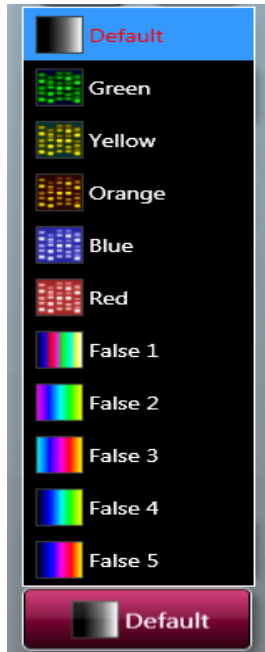 Default
Green
Yellow
Orange
Blue
Red
False 1
False 2
False 3
False 4
False 5
Default